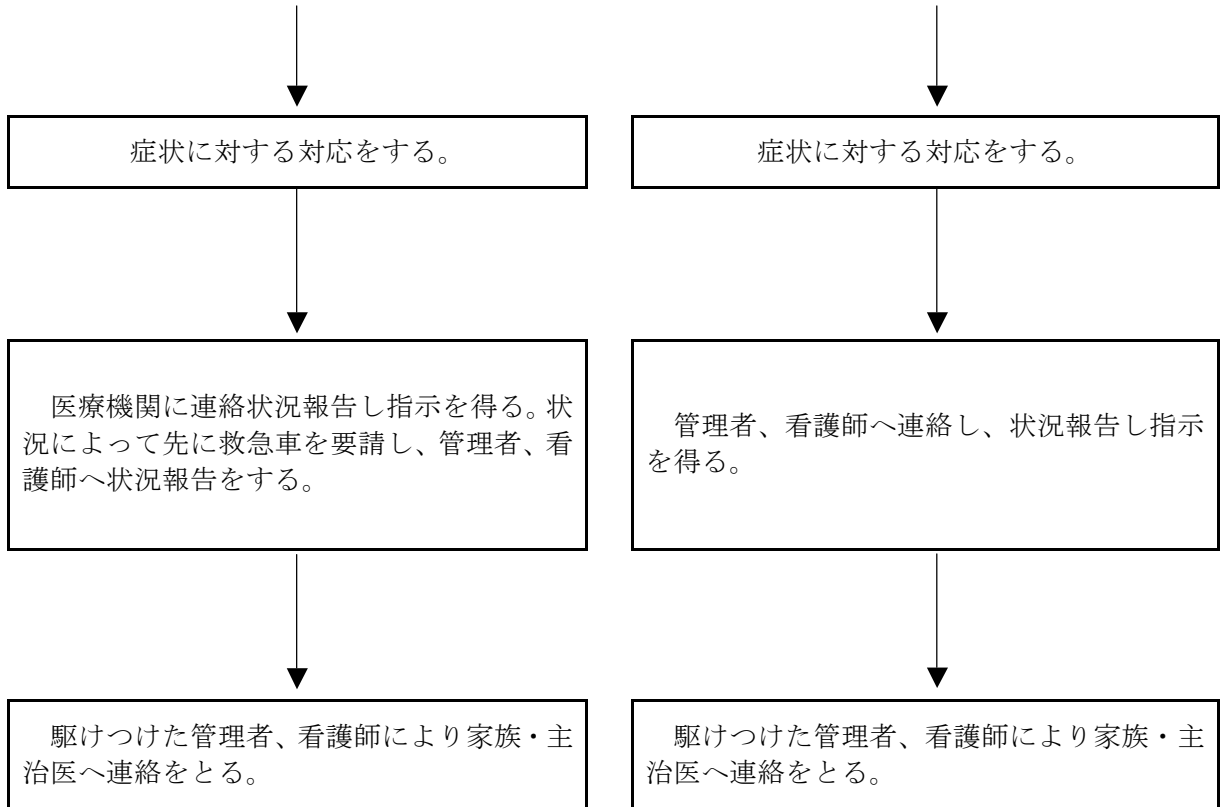 症状に対する対応をする。
症状に対する対応をする。
医療機関に連絡状況報告し指示を得る。状
況によって先に救急車を要請し、管理者、看
護師へ状況報告をする。
管理者、看護師へ連絡し、状況報告し指示
を得る。
駆けつけた管理者、看護師により家族・主
治医へ連絡をとる。
駆けつけた管理者、看護師により家族・主
治医へ連絡をとる。